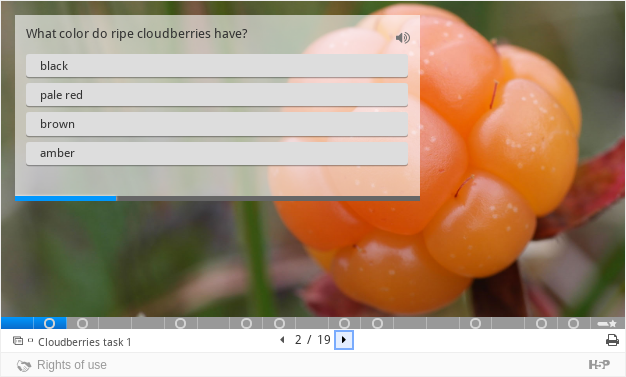 What color do ripe cloudberries have?
black
pale red
brown
amber
Cloudberries task 1
2 / 19
Rights of use
H5P